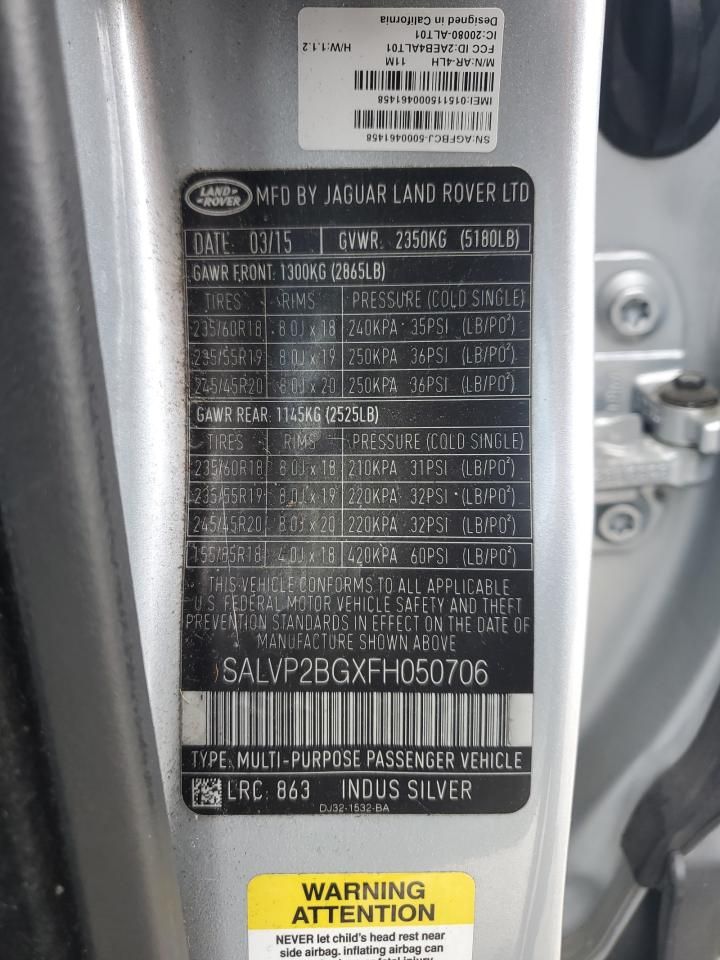 SN:AGFBCJ-5000461458
IMEI:015115000461458
M/N:AR-4LH 11M
FCC ID:2AEB4ALT01
IC:20080-ALT01 H/W:1.1.2
Designed in California
LAND ROVER MFD BY JAGUAR LAND ROVER LTD
DATE: 03/15 GVWR: 2350KG (5180LB)
GAWR FRONT: 1300KG (2865LB)
TIRES RIMS PRESSURE (COLD SINGLE)
235/60R18 8.0J x 18 240KPA 35PSI (LB/PO²)
235/55R19 8.0J x 19 250KPA 36PSI (LB/PO²)
245/45R20 8.0J x 20 250KPA 36PSI (LB/PO²)
GAWR REAR: 1145KG (2525LB)
TIRES RIMS PRESSURE (COLD SINGLE)
235/60R18 8.0J x 18 210KPA 31PSI (LB/PO²)
235/55R19 8.0J x 19 220KPA 32PSI (LB/PO²)
245/45R20 8.0J x 20 220KPA 32PSI (LB/PO²)
155/85R18 4.0J x 18 420KPA 60PSI (LB/PO²)
THIS VEHICLE CONFORMS TO ALL APPLICABLE
U.S. FEDERAL MOTOR VEHICLE SAFETY AND THEFT
PREVENTION STANDARDS IN EFFECT ON THE DATE OF
MANUFACTURE SHOWN ABOVE
SALVP2BGXFH050706
TYPE: MULTI-PURPOSE PASSENGER VEHICLE
LRC: 863 INDUS SILVER
DJ32-1532-BA
WARNING
ATTENTION
NEVER let child's head rest near
side airbag. inflating airbag can